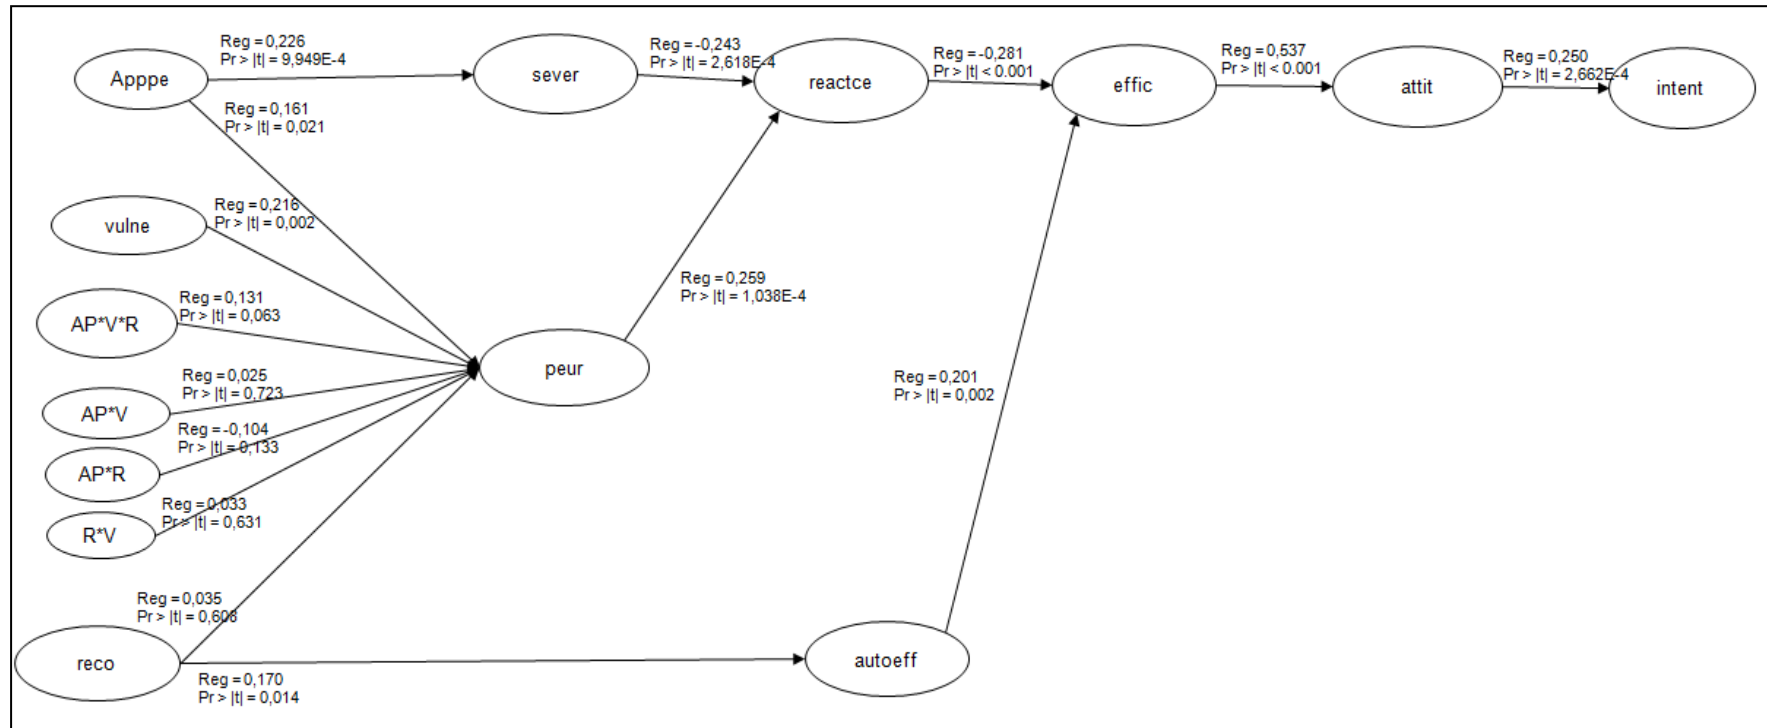 Reg = 0,226
Pr > |t| = 9,949E-4
Reg = -0,243
Pr > |t| = 2,618E-4
Reg = -0,281
Pr > |t| < 0.001
Reg = 0,537
Pr > |t| < 0.001
Reg = 0,250
Pr > |t| = 2,662E-4
Apppe
sever
reactce
effic
attit
intent
Reg = 0,161
Pr > |t| = 0,021
vulne
Reg = 0,216
Pr > |t| = 0,002
AP*V*R
Reg = 0,131
Pr > |t| = 0,063
Reg = 0,259
Pr > |t| = 1,038E-4
peur
AP*V
Reg = 0,025
Pr > |t| = 0,723
Reg = 0,201
Pr > |t| = 0,002
AP*R
Reg = -0,104
Pr > |t| = 0,133
R*V
Reg = 0,033
Pr > |t| = 0,631
Reg = 0,035
Pr > |t| = 0,608
reco
autoeff
Reg = 0,170
Pr > |t| = 0,014